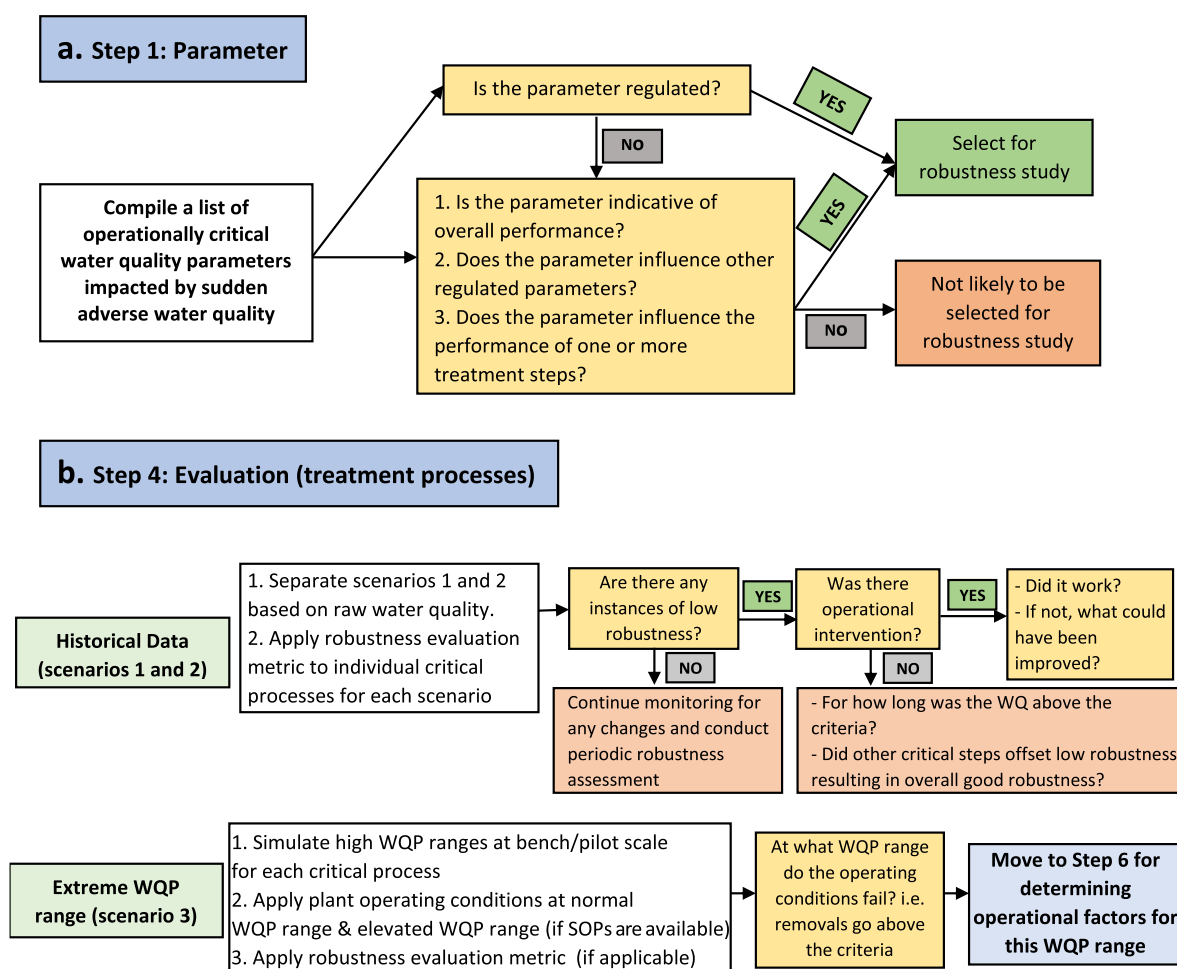 a. Step 1: Parameter
Is the parameter regulated?
YES
NO
Select for
robustness study
Compile a list of
operationally critical
water quality parameters
impacted by sudden
adverse water quality
1. Is the parameter indicative of
overall performance?
2. Does the parameter influence other
regulated parameters?
3. Does the parameter influence the
performance of one or more
treatment steps?
YES
NO
Not likely to be
selected for
robustness study
b. Step 4: Evaluation (treatment processes)
Historical Data
(scenarios 1 and 2)
1. Separate scenarios 1 and 2
based on raw water quality.
2. Apply robustness evaluation
metric to individual critical
processes for each scenario
Are there any
instances of low
robustness?
YES
NO
Was there
operational
intervention?
YES
NO
- Did it work?
- If not, what could
have been
improved?
Continue monitoring for
any changes and conduct
periodic robustness
assessment
- For how long was the WQ above the
criteria?
- Did other critical steps offset low robustness
resulting in overall good robustness?
Extreme WQP
range (scenario 3)
1. Simulate high WQP ranges at bench/pilot scale
for each critical process
2. Apply plant operating conditions at normal
WQP range & elevated WQP range (if SOPs are available)
3. Apply robustness evaluation metric (if applicable)
At what WQP range
do the operating
conditions fail? i.e.
removals go above
the criteria
Move to Step 6 for
determining
operational factors for
this WQP range